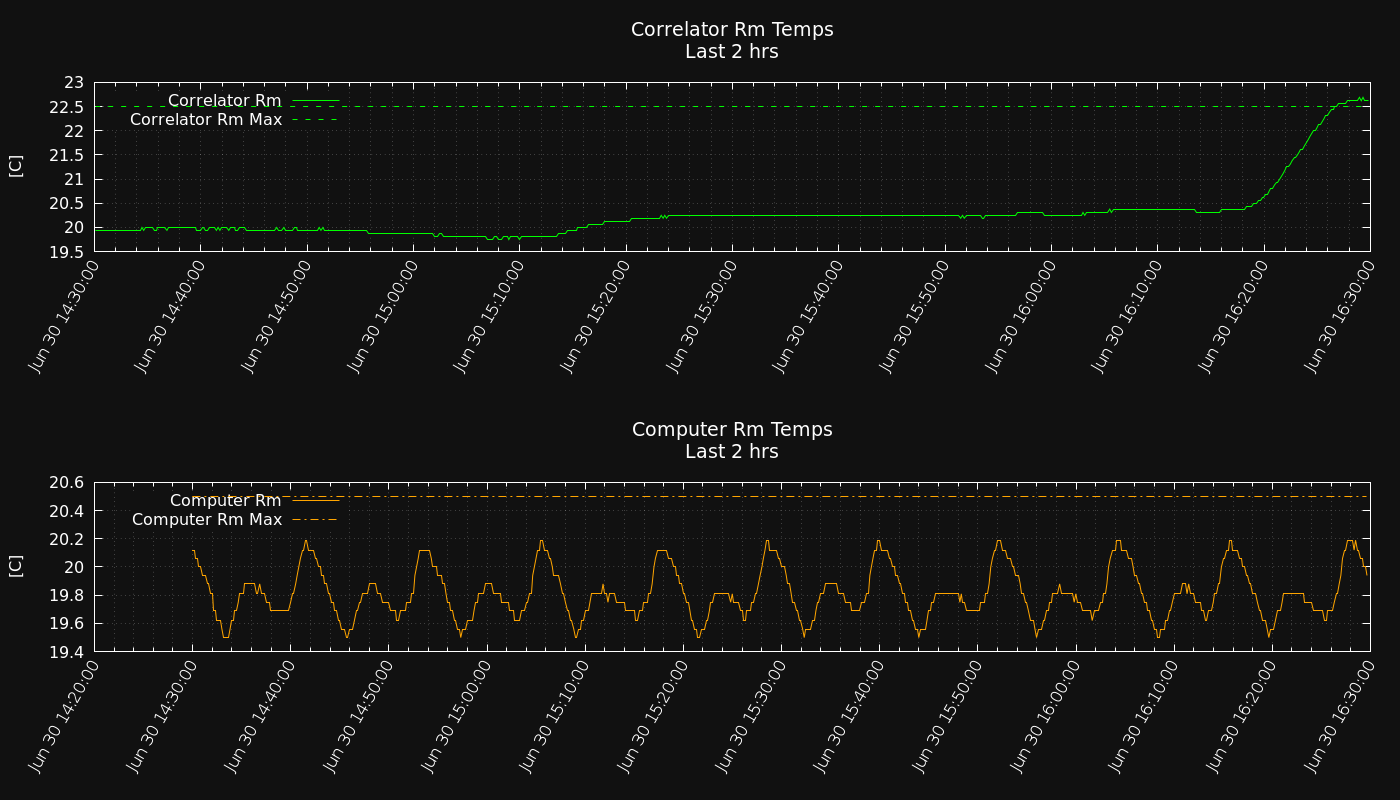 Correlator Rm Temps
Last 2 hrs
23
22.5
22
21.5
21
20.5
20
19.5
[C]
Correlator Rm
Correlator Rm Max
Jun 30 14:30:00
Jun 30 14:40:00
Jun 30 14:50:00
Jun 30 15:00:00
Jun 30 15:10:00
Jun 30 15:20:00
Jun 30 15:30:00
Jun 30 15:40:00
Jun 30 15:50:00
Jun 30 16:00:00
Jun 30 16:10:00
Jun 30 16:20:00
Jun 30 16:30:00
Computer Rm Temps
Last 2 hrs
20.6
20.4
20.2
20
19.8
19.6
19.4
[C]
Computer Rm
Computer Rm Max
Jun 30 14:20:00
Jun 30 14:30:00
Jun 30 14:40:00
Jun 30 14:50:00
Jun 30 15:00:00
Jun 30 15:10:00
Jun 30 15:20:00
Jun 30 15:30:00
Jun 30 15:40:00
Jun 30 15:50:00
Jun 30 16:00:00
Jun 30 16:10:00
Jun 30 16:20:00
Jun 30 16:30:00